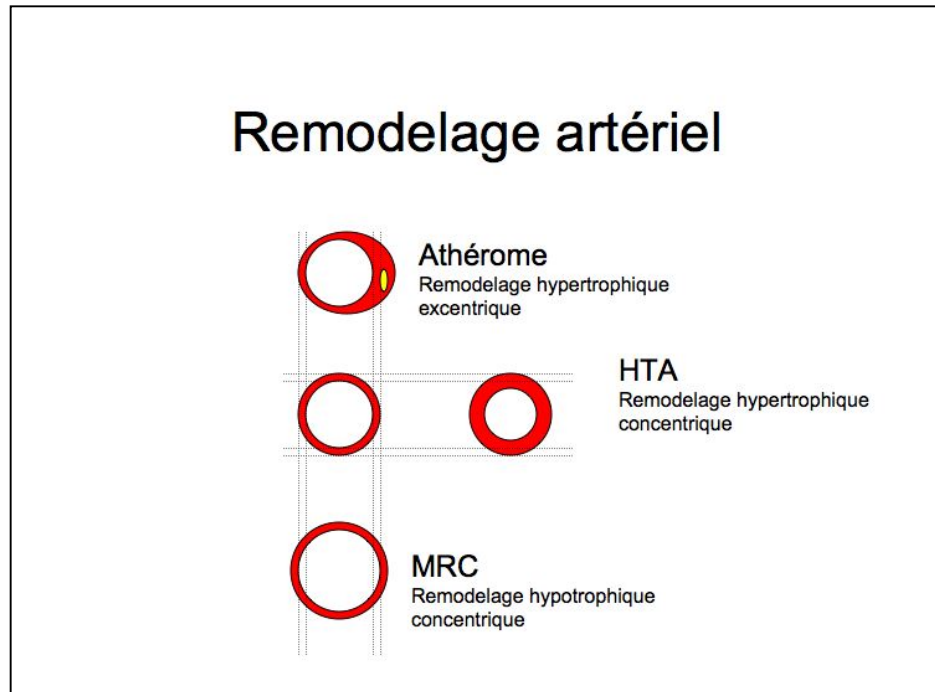 Remodelage artériel
Athérome
Remodelage hypertrophique
excentrique
HTA
Remodelage hypertrophique
concentrique
MRC
Remodelage hypotrophique
concentrique